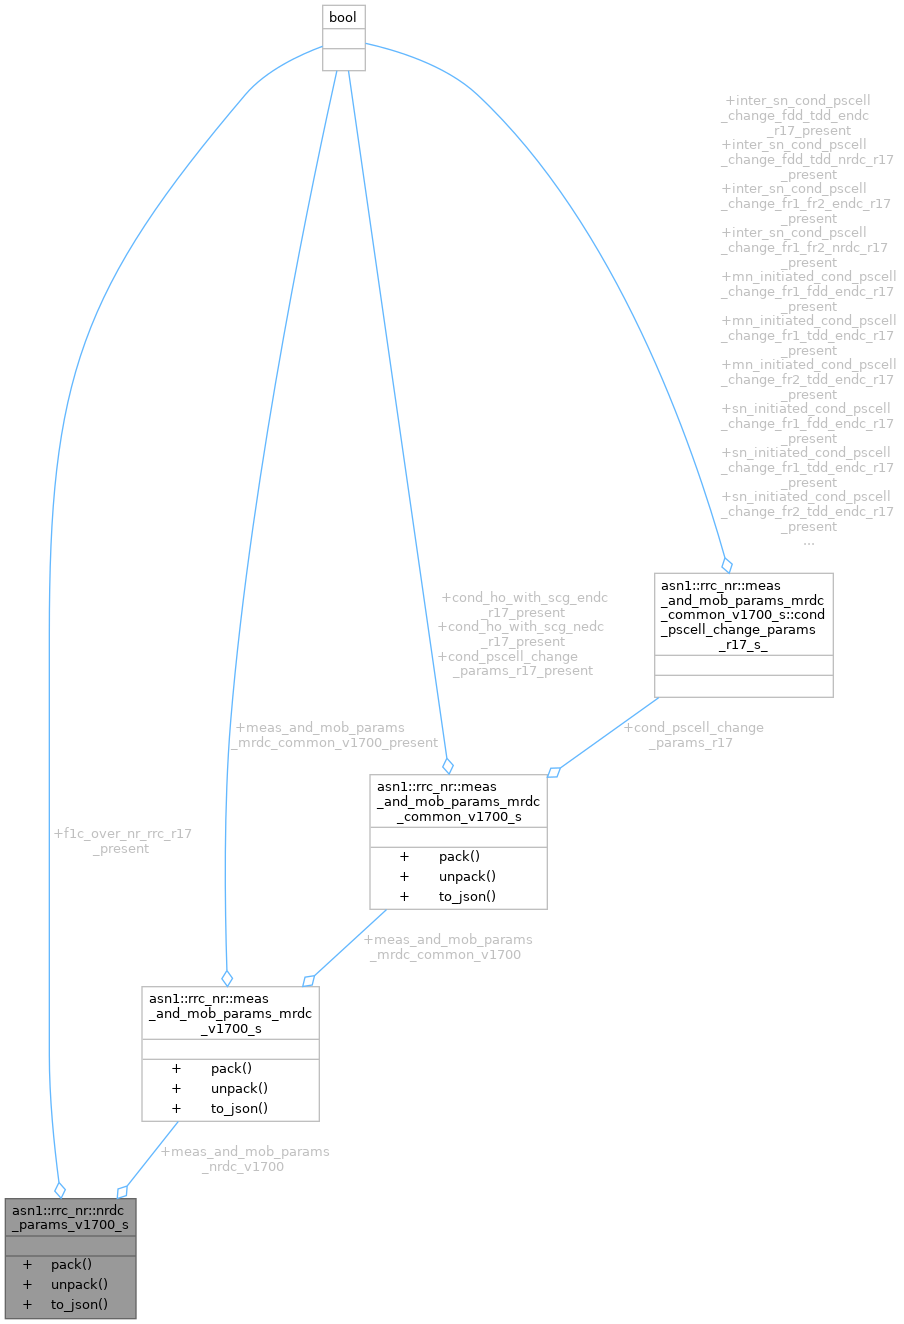 bool
+inter_sn_cond_pscell
_change_fdd_tdd_endc
_r17_present
+inter_sn_cond_pscell
_change_fdd_tdd_nrdc_r17
_present
+inter_sn_cond_pscell
_change_fr1_fr2_endc_r17
_present
+inter_sn_cond_pscell
_change_fr1_fr2_nrdc_r17
_present
+mn_initiated_cond_pscell
_change_fr1_fdd_endc_r17
_present
+mn_initiated_cond_pscell
_change_fr1_tdd_endc_r17
_present
+mn_initiated_cond_pscell
_change_fr2_tdd_endc_r17
_present
+sn_initiated_cond_pscell
_change_fr1_fdd_endc_r17
_present
+sn_initiated_cond_pscell
_change_fr1_tdd_endc_r17
_present
+sn_initiated_cond_pscell
_change_fr2_tdd_endc_r17
_present
...
asn1::rrc_nr::meas
_and_mob_params_mrdc
_common_v1700_s::cond
_pscell_change_params
_r17_s_
+cond_ho_with_scg_endc
_r17_present
+cond_ho_with_scg_nedc
_r17_present
+cond_pscell_change
_params_r17_present
+cond_pscell_change
_params_r17
+meas_and_mob_params
_mrdc_common_v1700_present
asn1::rrc_nr::meas
_and_mob_params_mrdc
_common_v1700_s
+ pack()
+ unpack()
+ to_json()
+f1c_over_nr_rrc_r17
_present
+meas_and_mob_params
_mrdc_common_v1700
asn1::rrc_nr::meas
_and_mob_params_mrdc
_v1700_s
+ pack()
+ unpack()
+ to_json()
+meas_and_mob_params
_nrdc_v1700
asn1::rrc_nr::nrdc
_params_v1700_s
+ pack()
+ unpack()
+ to_json()